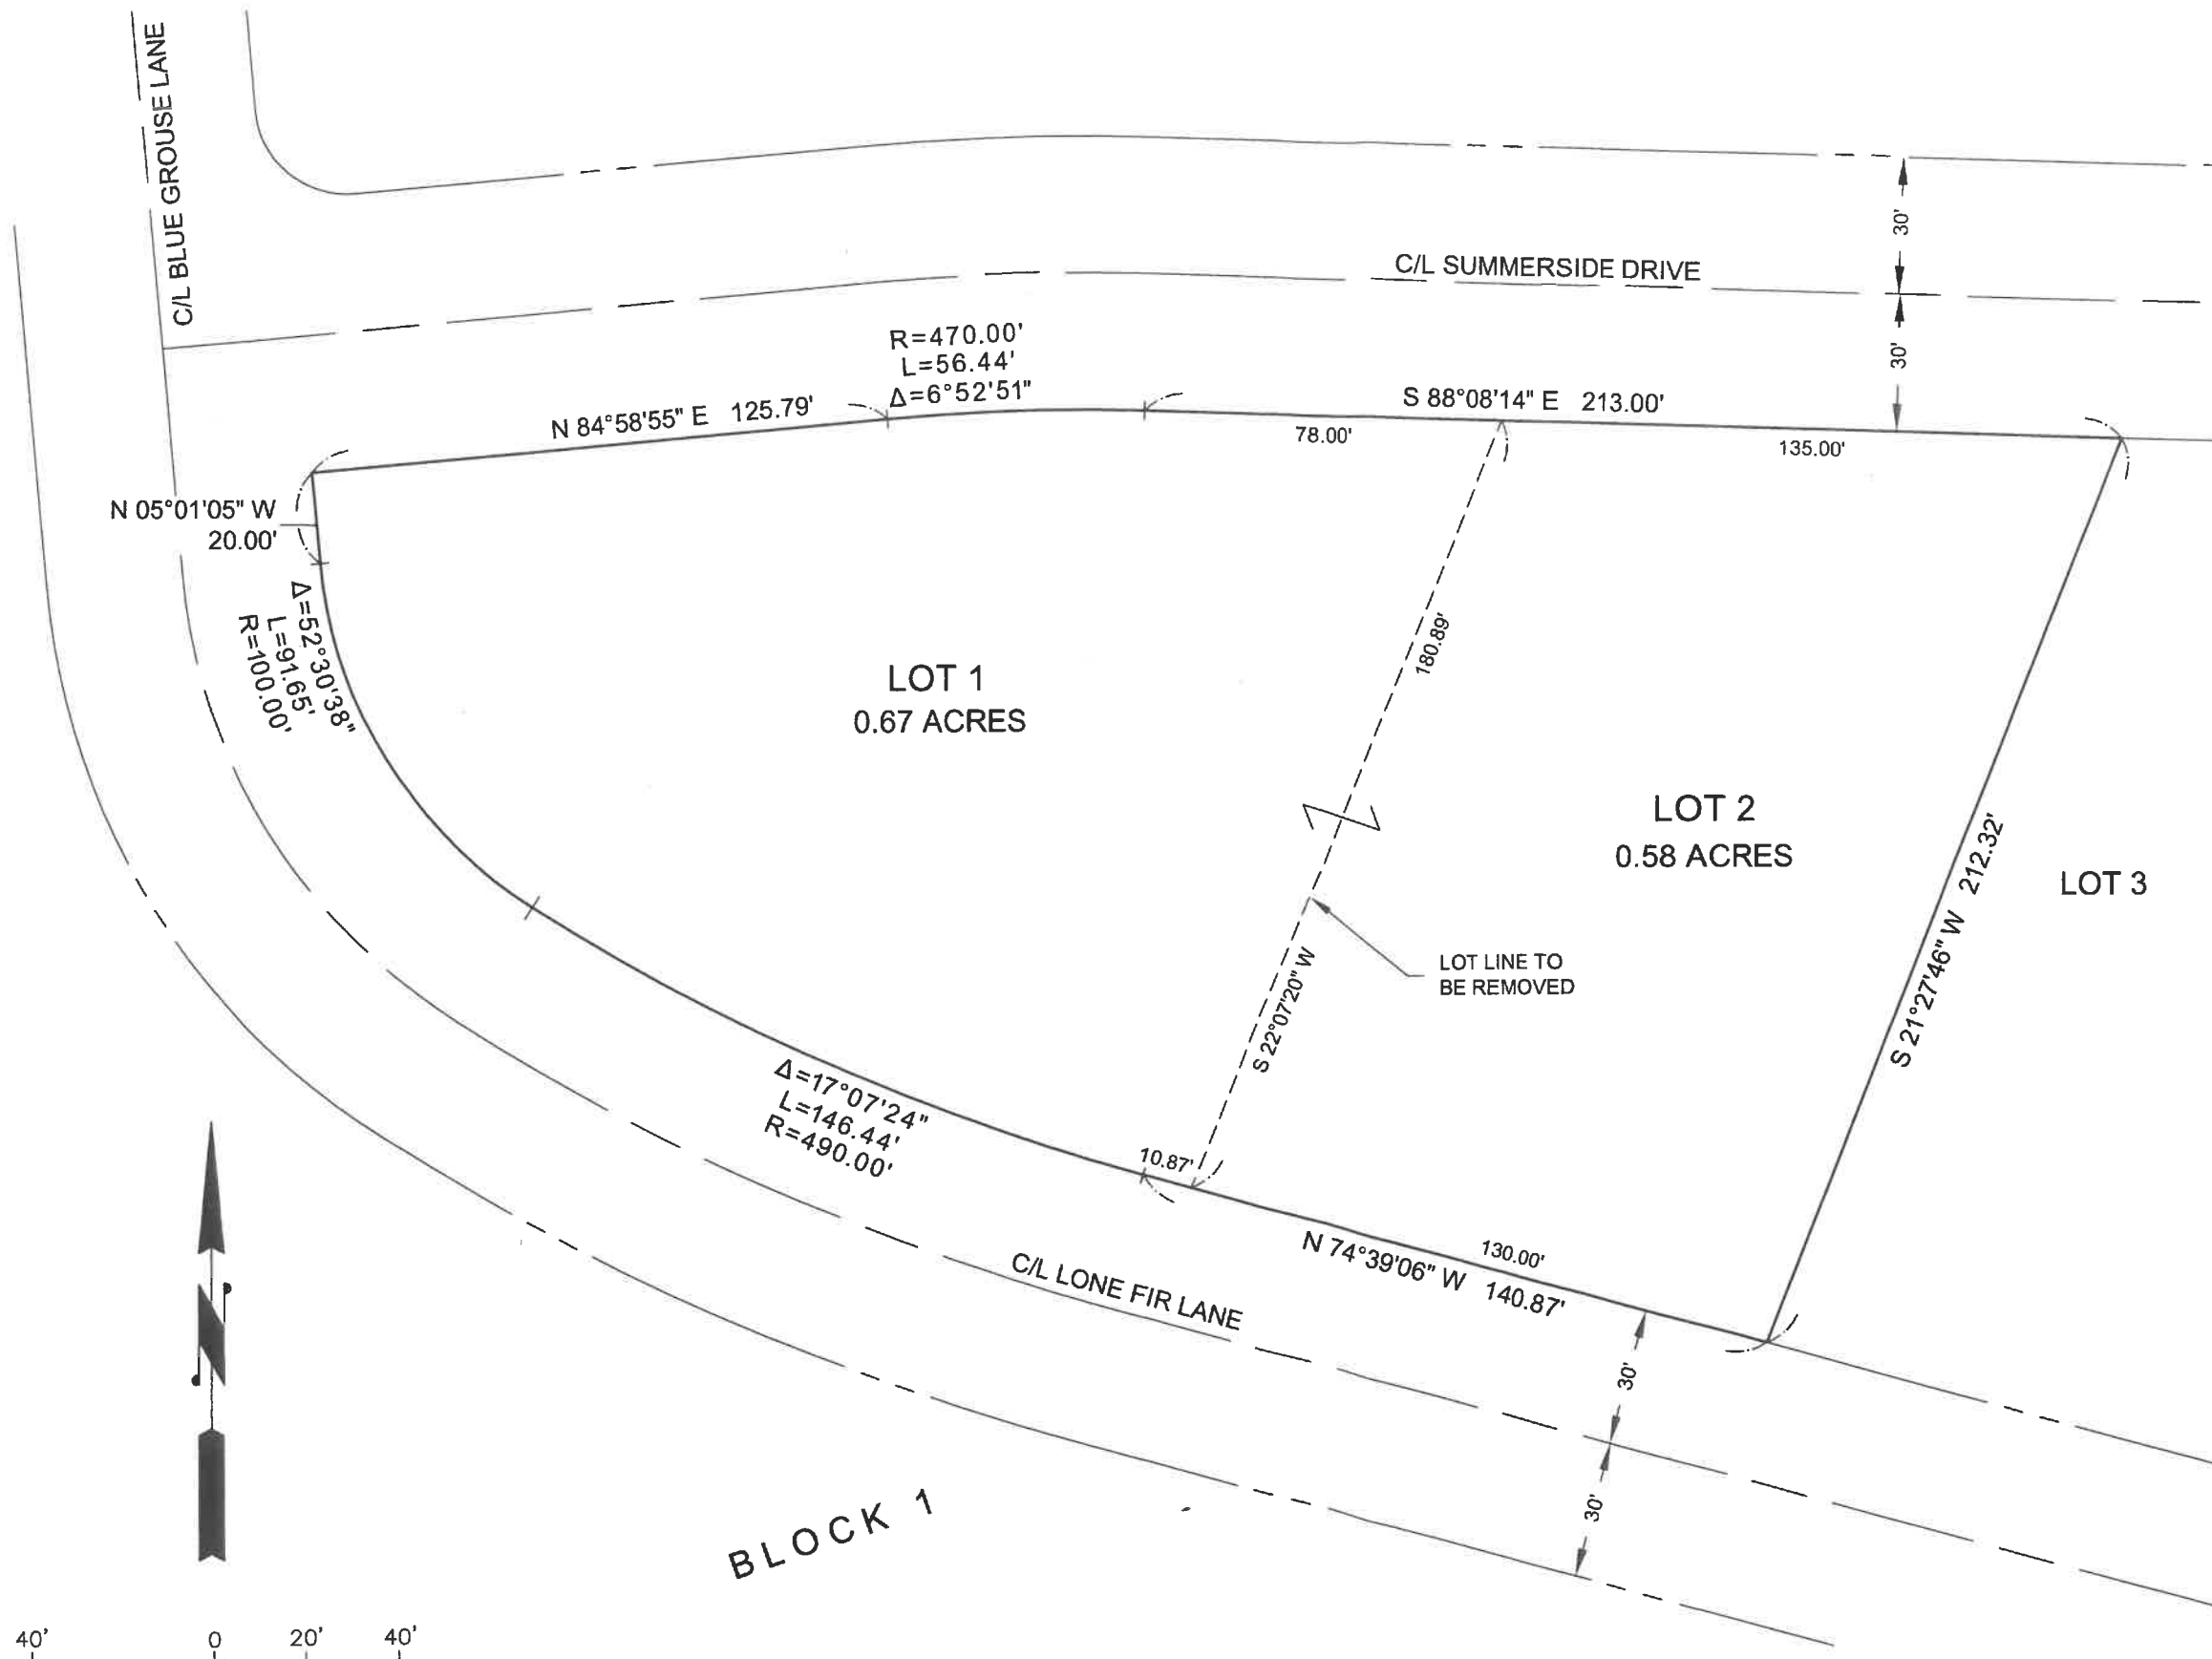 C/L BLUE GROUSE LANE
C/L SUMMERSIDE DRIVE
30'
30'
R=470.00'
L=56.44'
Δ=6°52'51"
N 84°58'55" E 125.79'
S 88°08'14" E 213.00'
78.00'
135.00'
N 05°01'05" W
20.00'
Δ=52°30'38"
L=91.65'
R=100.00'
LOT 1
0.67 ACRES
180.89'
S 22°07'20" W
LOT 2
0.58 ACRES
S 21°27'46" W 212.32'
LOT 3
LOT LINE TO
BE REMOVED
Δ=17°07'24"
L=146.44'
R=490.00'
10.87'
130.00'
N 74°39'06" W 140.87'
C/L LONE FIR LANE
30'
30'
BLOCK 1
N
40' 0 20' 40'